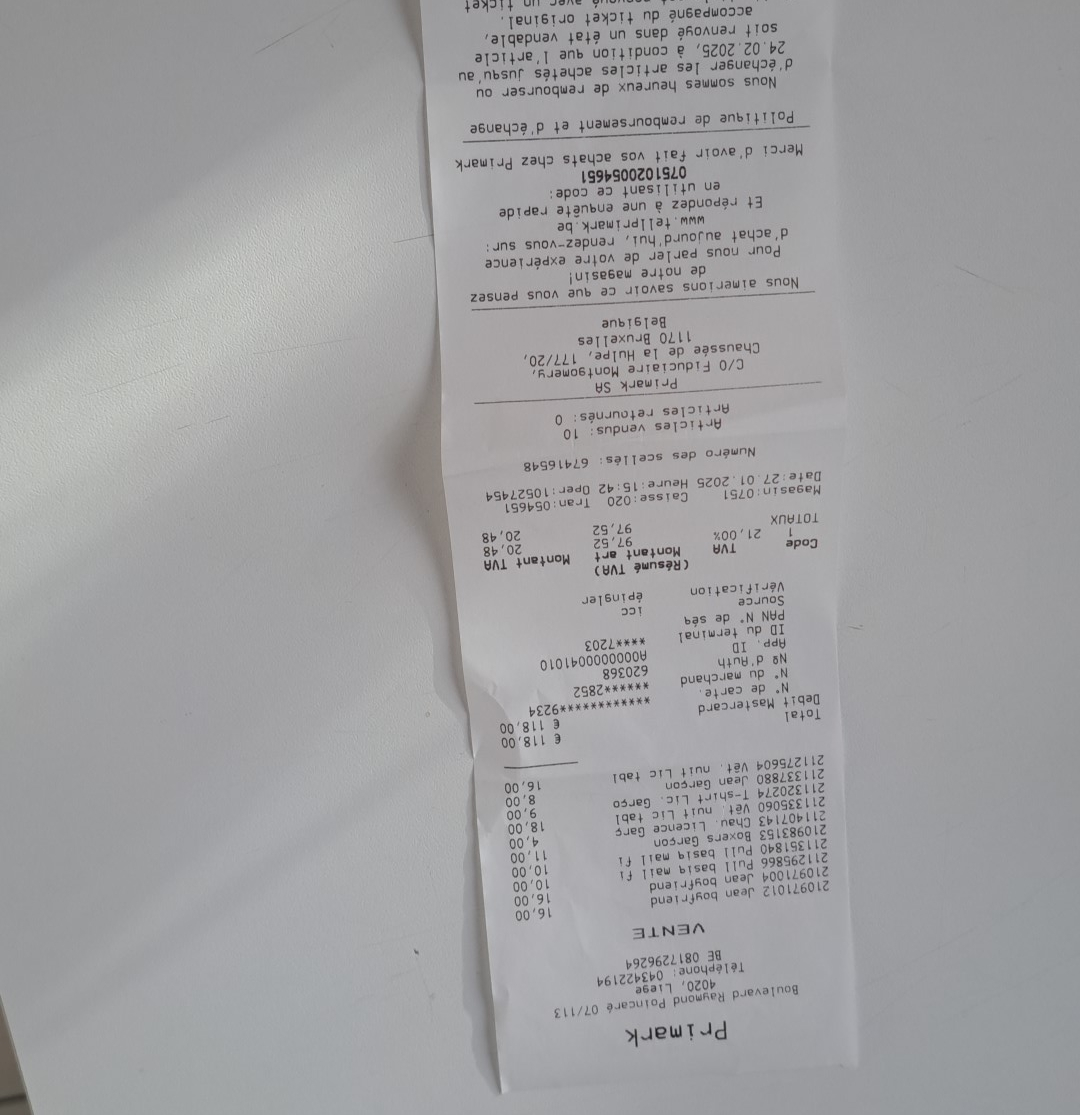 Primark
Boulevard Raymond Poincaré 07/113
4020, Liege
Téléphone: 043422194
BE 0817296264
VENTE
210971012 Jean boyfriend 16,00
210971004 Jean boyfriend 16,00
211295866 Pull basiq mail fi 10,00
211351840 Pull basiq mail fi 10,00
210983153 Boxers Garçon 11,00
211407143 Chau. Licence Garç 4,00
211335060 Vêt. nuit Lic tabl 18,00
211320274 T-shirt Lic. Garço 9,00
211337880 Jean Garçon 8,00
211275604 Vêt. nuit Lic tabl 16,00
Total € 118,00
Debit Mastercard € 118,00
N° de carte. ************9234
N° du marchand ******2852
Nº d'Auth 620368
App. ID A0000000041010
ID du terminal ****7203
PAN N° de séq
Source icc
Vérification épingler
(Résumé TVA)
Code TVA Montant art Montant TVA
1 21,00% 97,52 20,48
TOTAUX 97,52 20,48
Magasin:0751 Caisse:020 Tran:054651
Date:27.01.2025 Heure:15:42 Oper:10527454
Numéro des scellés: 67416548
Articles vendus: 10
Articles retournés: 0
Primark SA
C/O Fiduciaire Montgomery,
Chaussée de la Hulpe, 177/20,
1170 Bruxelles
Belgique
Nous aimerions savoir ce que vous pensez
de notre magasin!
Pour nous parler de votre expérience
d'achat aujourd'hui, rendez-vous sur:
www.tellprimark.be
Et répondez à une enquête rapide
en utilisant ce code:
0751020054651
Merci d'avoir fait vos achats chez Primark
Politique de remboursement et d'échange
Nous sommes heureux de rembourser ou
d'échanger les articles achetés jusqu'au
24.02.2025, à condition que l'article
soit renvoyé dans un état vendable,
accompagné du ticket original.
avec un ticket